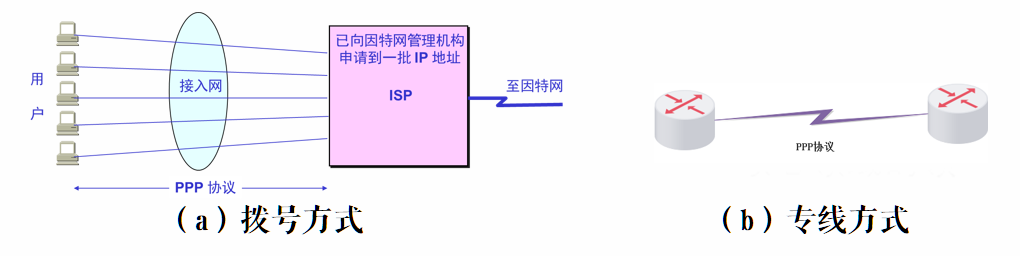 用
户
接入网
已向因特网管理机构
申请到一批 IP 地址
ISP
至因特网
PPP 协议
（a）拨号方式
PPP协议
（b）专线方式